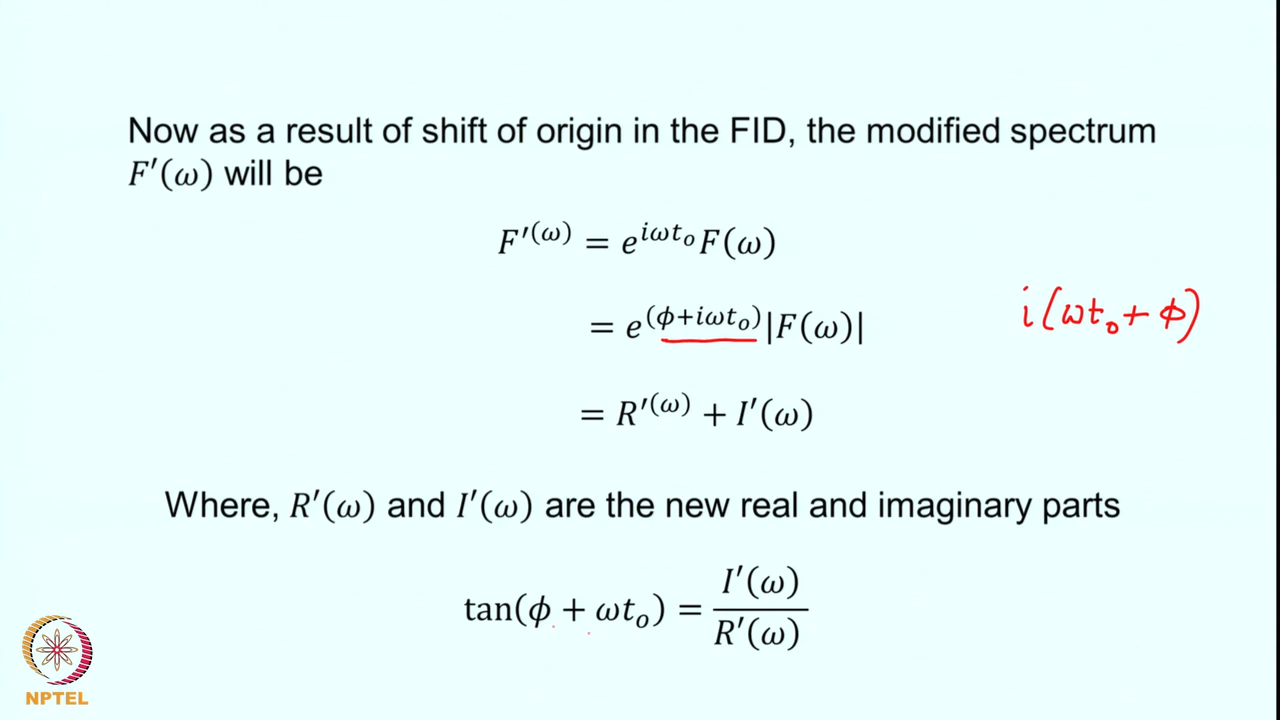 Now as a result of shift of origin in the FID, the modified spectrum
F′(ω) will be
F′^(ω) = e^{iωt_o} F(ω)
= e^{(ϕ+iωt_o)} |F(ω)|
i(ωt_0 + ϕ)
= R′^(ω) + I′(ω)
Where, R′(ω) and I′(ω) are the new real and imaginary parts
tan(ϕ + ωt_o) = I′(ω) / R′(ω)
NPTEL